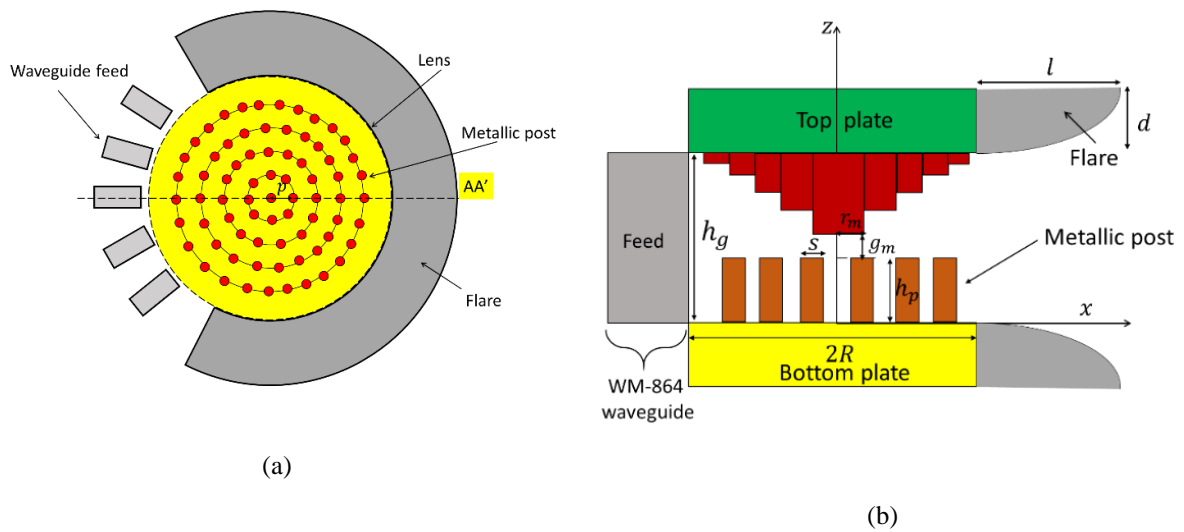 Waveguide feed
Lens
Metallic post
p
AA'
Flare
(a)
z
l
Top plate
d
Flare
Feed
h_g
r_m
s
g_m
h_p
Metallic post
x
2R
Bottom plate
WM-864
waveguide
(b)